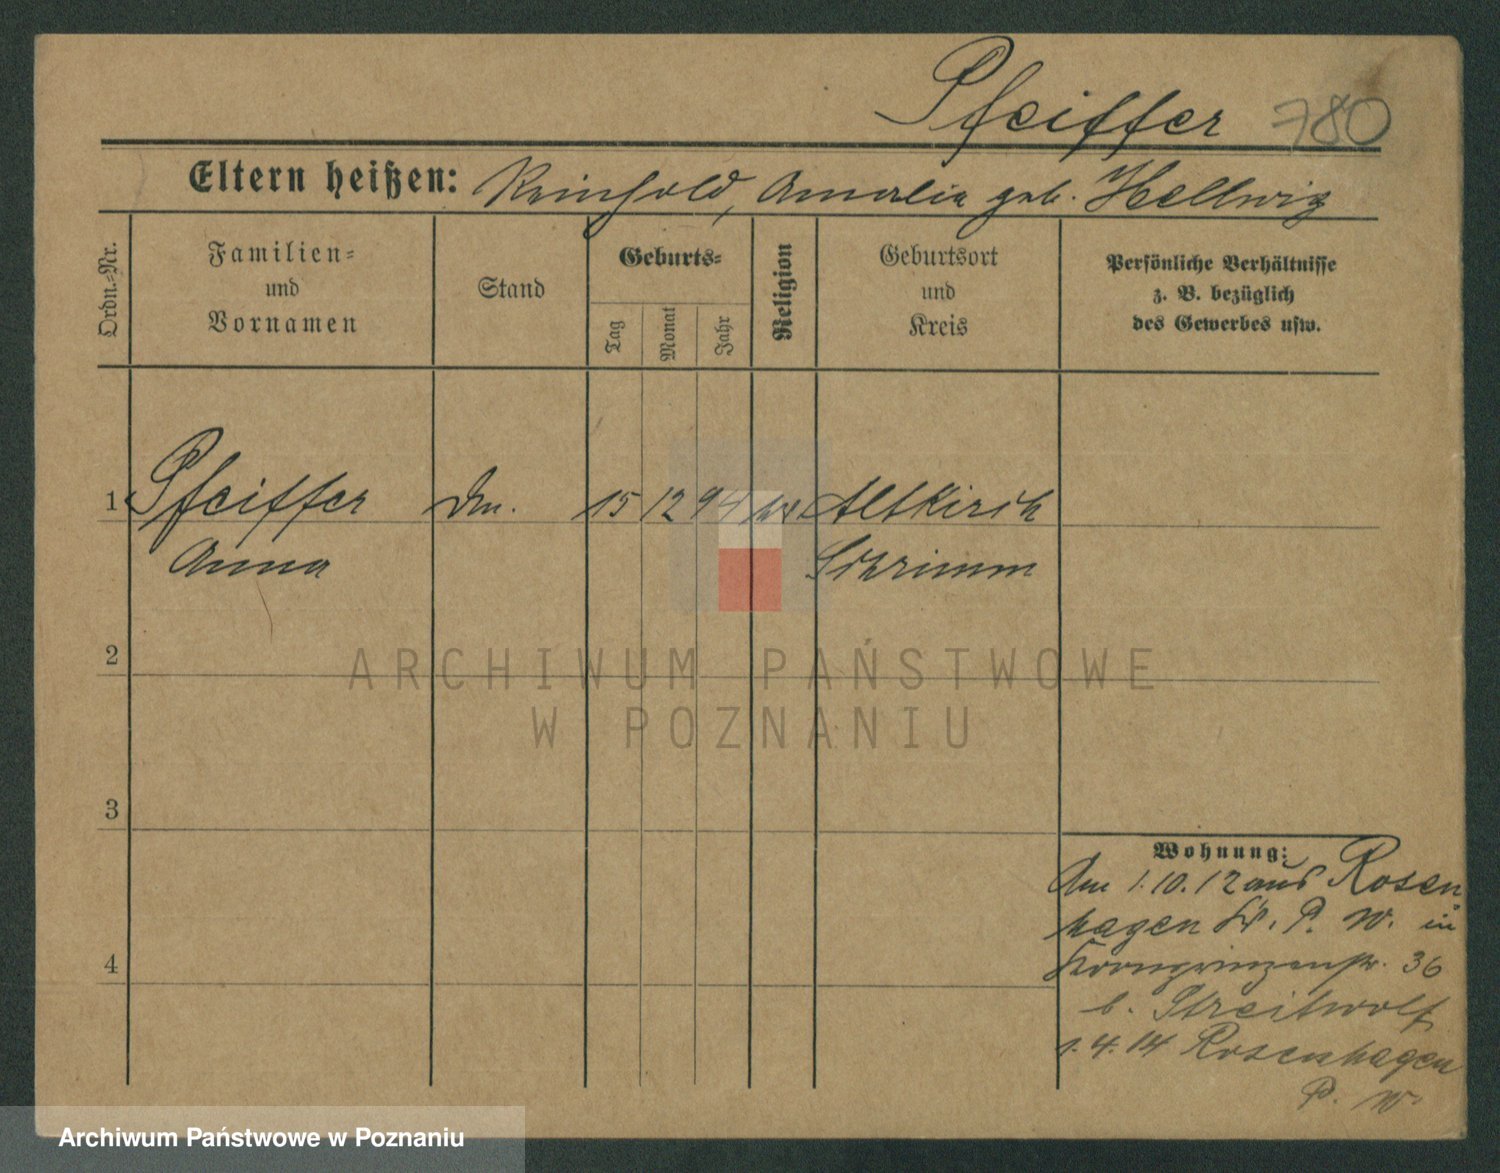 Pfeiffer 780
Eltern heißen: Reinhold, Amalie geb. Hellwig
Ordn.=Nr.
Familien=
und
Vornamen
Stand
Geburts=
Tag
Monat
Jahr
Religion
Geburtsort
und
Kreis
Persönliche Verhältnisse
z. B. bezüglich
des Gewerbes usw.
1 Pfeiffer 15 12 94 Altkirch
Anna Schrimm
2
ARCHIWUM PAŃSTWOWE
W POZNANIU
3
Wohnung:
Am 1.10.12 aus Rosen
hagen Kr. P. W. in
Kronprinzenstr. 36
4
b. Streitwolf
1.4.14 Rosenhagen
P. W.
Archiwum Państwowe w Poznaniu